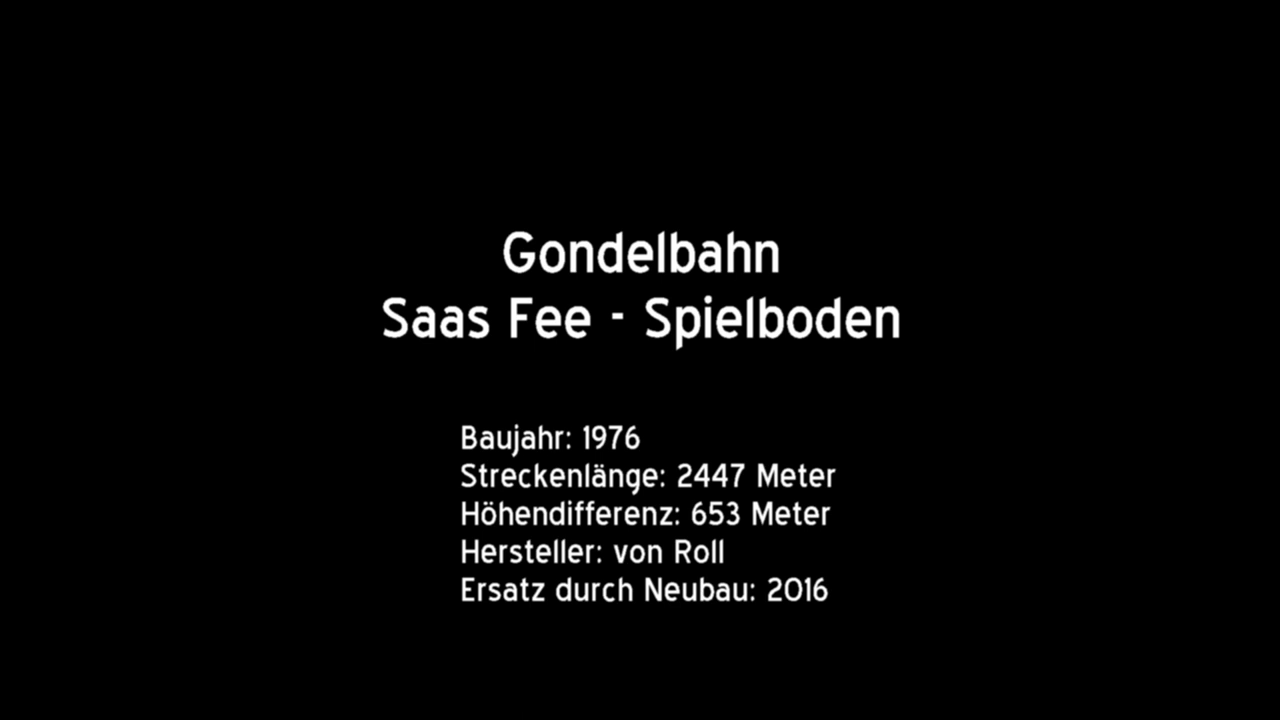 Gondelbahn
Saas Fee - Spielboden
Baujahr: 1976
Streckenlänge: 2447 Meter
Höhendifferenz: 653 Meter
Hersteller: von Roll
Ersatz durch Neubau: 2016